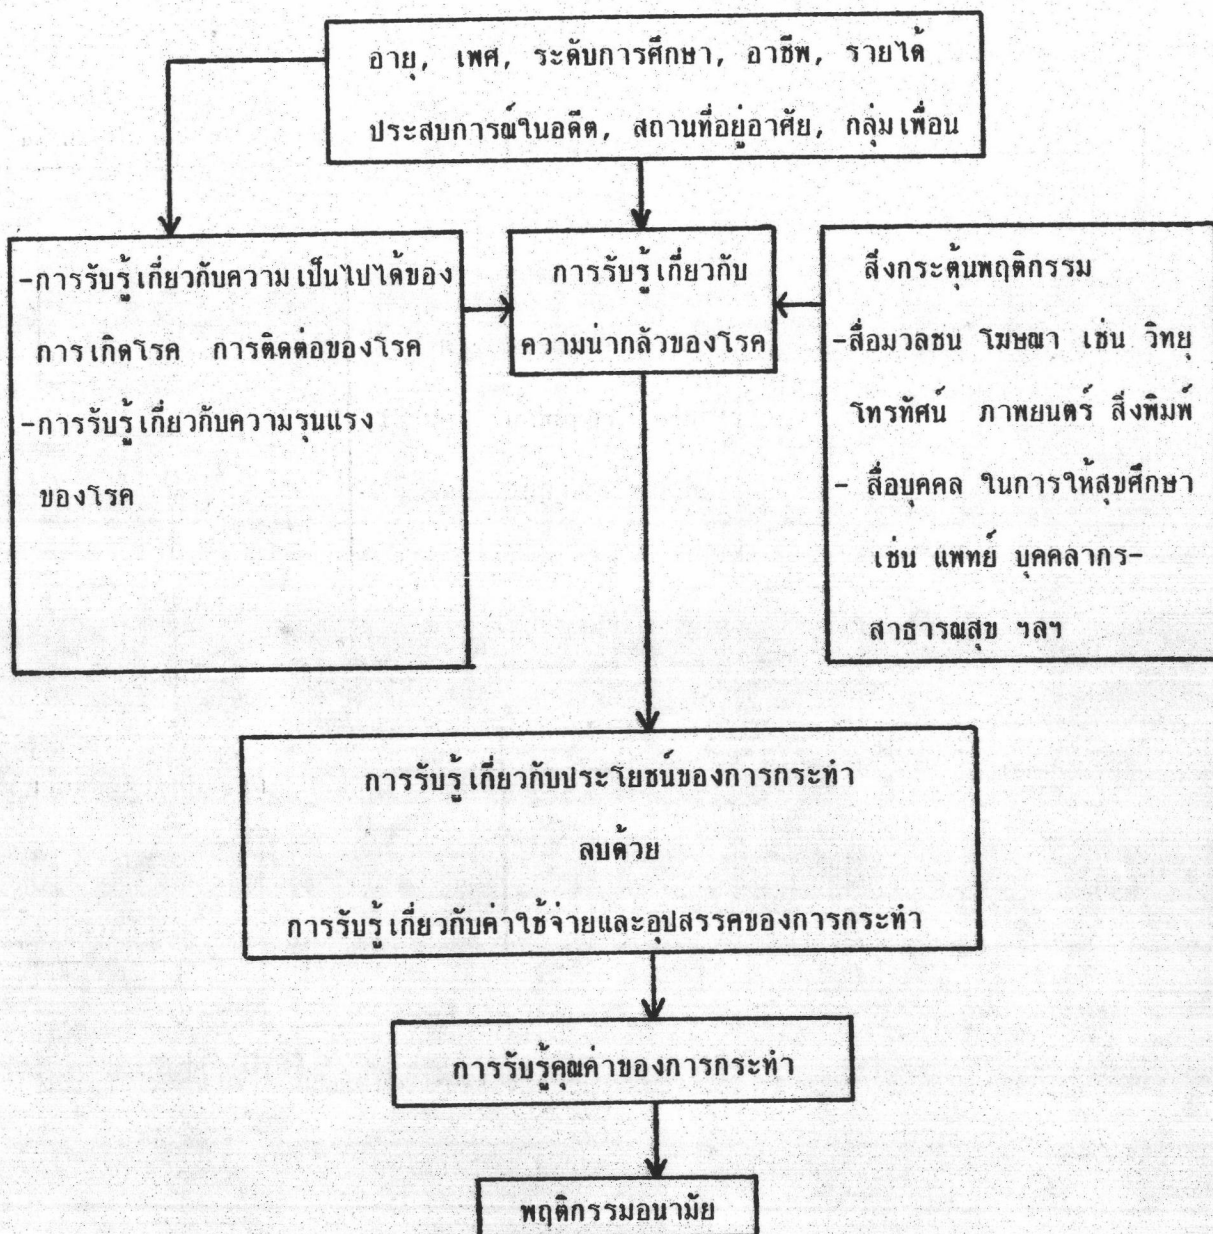 อายุ, เพศ, ระดับการศึกษา, อาชีพ, รายได้
ประสบการณ์ในอดีต, สถานที่อยู่อาศัย, กลุ่มเพื่อน
-การรับรู้เกี่ยวกับความเป็นไปได้ของ
การเกิดโรค การติดต่อของโรค
-การรับรู้เกี่ยวกับความรุนแรง
ของโรค
การรับรู้เกี่ยวกับ
ความน่ากลัวของโรค
สิ่งกระตุ้นพฤติกรรม
-สื่อมวลชน โฆษณา เช่น วิทยุ
โทรทัศน์ ภาพยนตร์ สิ่งพิมพ์
- สื่อบุคคล ในการให้สุขศึกษา
เช่น แพทย์ บุคคลากร-
สาธารณสุข ฯลฯ
การรับรู้เกี่ยวกับประโยชน์ของการกระทำ
ลบด้วย
การรับรู้เกี่ยวกับค่าใช้จ่ายและอุปสรรคของการกระทำ
การรับรู้คุณค่าของการกระทำ
พฤติกรรมอนามัย